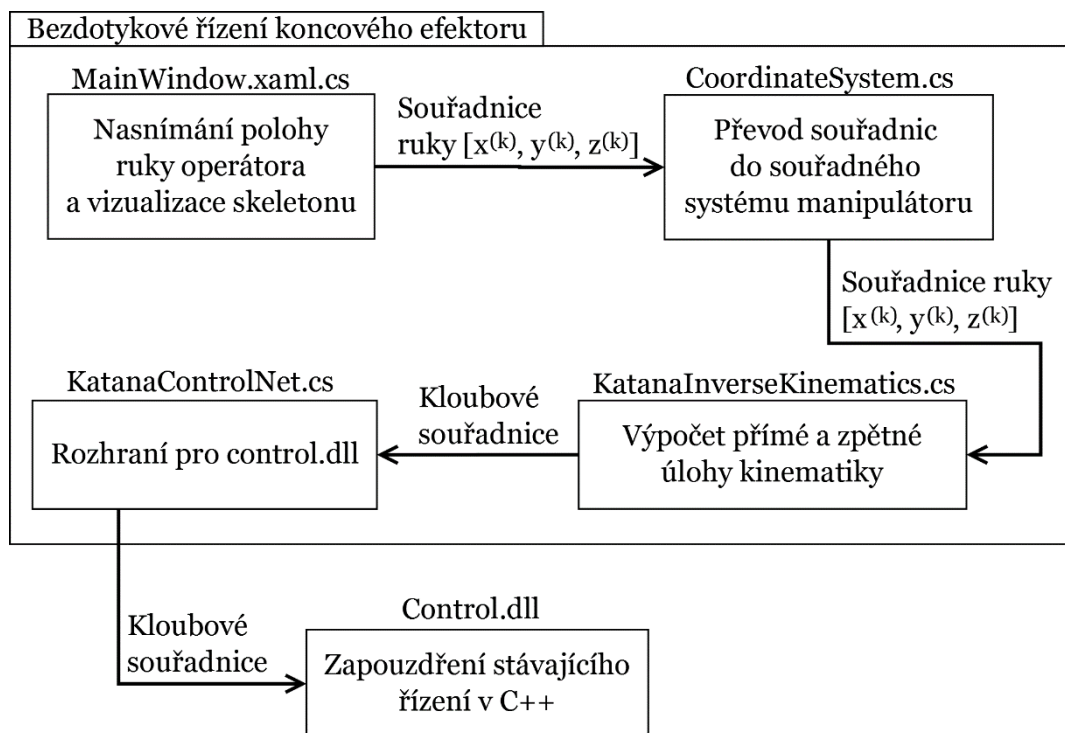 Bezdotykové řízení koncového efektoru
MainWindow.xaml.cs
Nasnímání polohy
ruky operátora
a vizualizace skeletonu
Souřadnice
ruky [x⁽ᵏ⁾, y⁽ᵏ⁾, z⁽ᵏ⁾]
CoordinateSystem.cs
Převod souřadnic
do souřadného
systému manipulátoru
Souřadnice ruky
[x⁽ᵏ⁾, y⁽ᵏ⁾, z⁽ᵏ⁾]
KatanaInverseKinematics.cs
Výpočet přímé a zpětné
úlohy kinematiky
Kloubové
souřadnice
KatanaControlNet.cs
Rozhraní pro control.dll
Kloubové
souřadnice
Control.dll
Zapouzdření stávajícího
řízení v C++